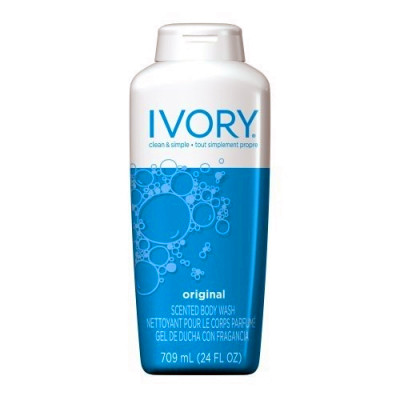 IVORY®
clean & simple • tout simplement propre
original
SCENTED BODY WASH
NETTOYANT POUR LE CORPS PARFUMÉ
GEL DE DUCHA CON FRAGANCIA
709 mL (24 FL OZ)